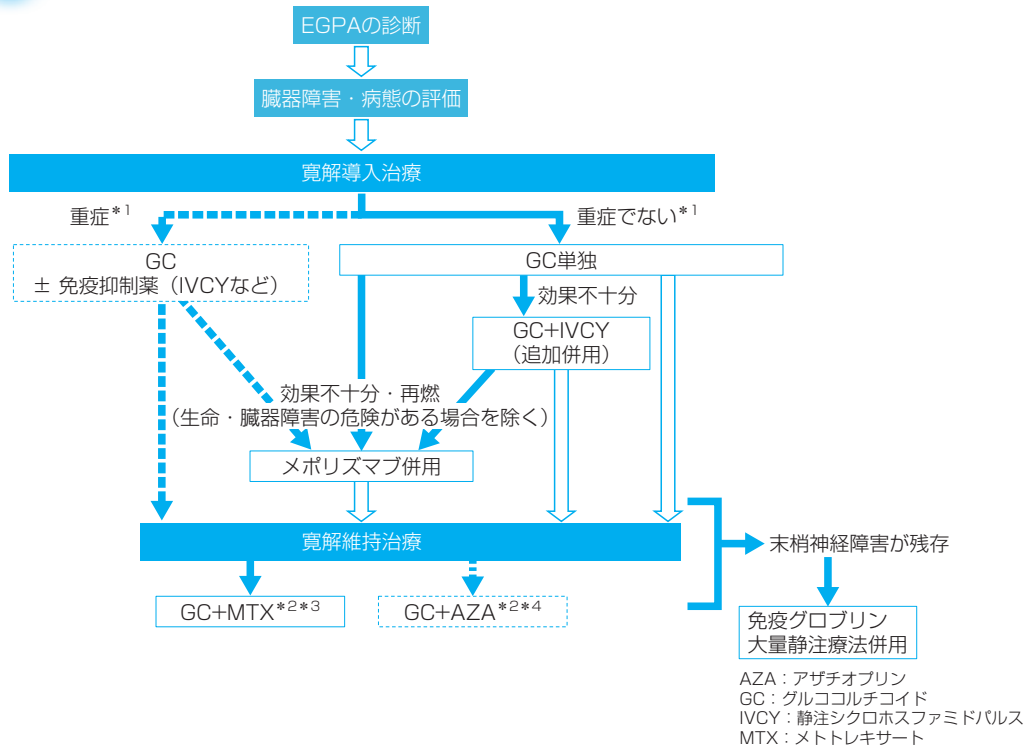 EGPAの診断
臓器障害・病態の評価
寛解導入治療
重症*1
重症でない*1
GC
± 免疫抑制薬（IVCYなど）
GC単独
効果不十分
GC+IVCY
（追加併用）
効果不十分・再燃
（生命・臓器障害の危険がある場合を除く）
メポリズマブ併用
寛解維持治療
末梢神経障害が残存
GC+MTX*2*3
GC+AZA*2*4
免疫グロブリン
大量静注療法併用
AZA：アザチオプリン
GC：グルココルチコイド
IVCY：静注シクロホスファミドパルス
MTX：メトトレキサート